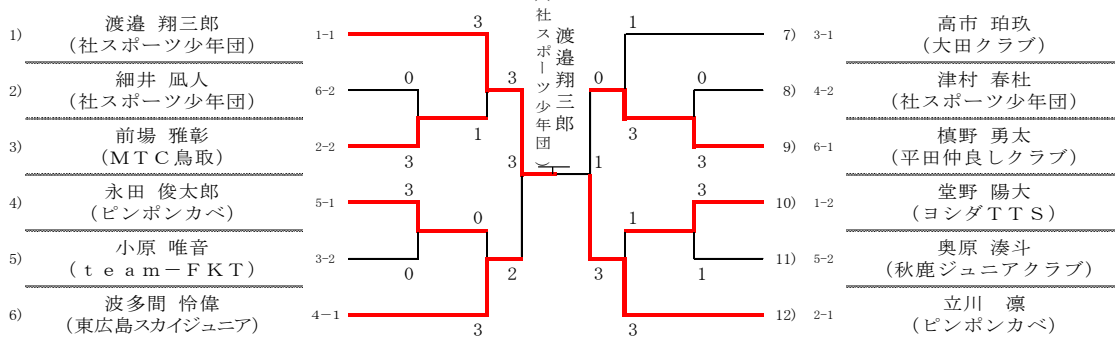 1)
渡邉 翔三郎
(社スポーツ少年団)
1-1
2)
細井 凪人
(社スポーツ少年団)
6-2
3)
前場 雅彰
(MTC鳥取)
2-2
4)
永田 俊太郎
(ピンポンカベ)
5-1
5)
小原 唯音
(team-FKT)
3-2
6)
波多間 怜偉
(東広島スカイジュニア)
4-1
3
0
3
1
3
3
3
0
0
2
3
渡邉翔三郎
社スポーツ少年団)
1
0
0
3
3
1
1
3
3
1
3
7) 3-1
高市 珀玖
(大田クラブ)
8) 4-2
津村 春杜
(社スポーツ少年団)
9) 6-1
槙野 勇太
(平田仲良しクラブ)
10) 1-2
堂野 陽大
(ヨシダTTS)
11) 5-2
奥原 湊斗
(秋鹿ジュニアクラブ)
12) 2-1
立川 凛
(ピンポンカベ)